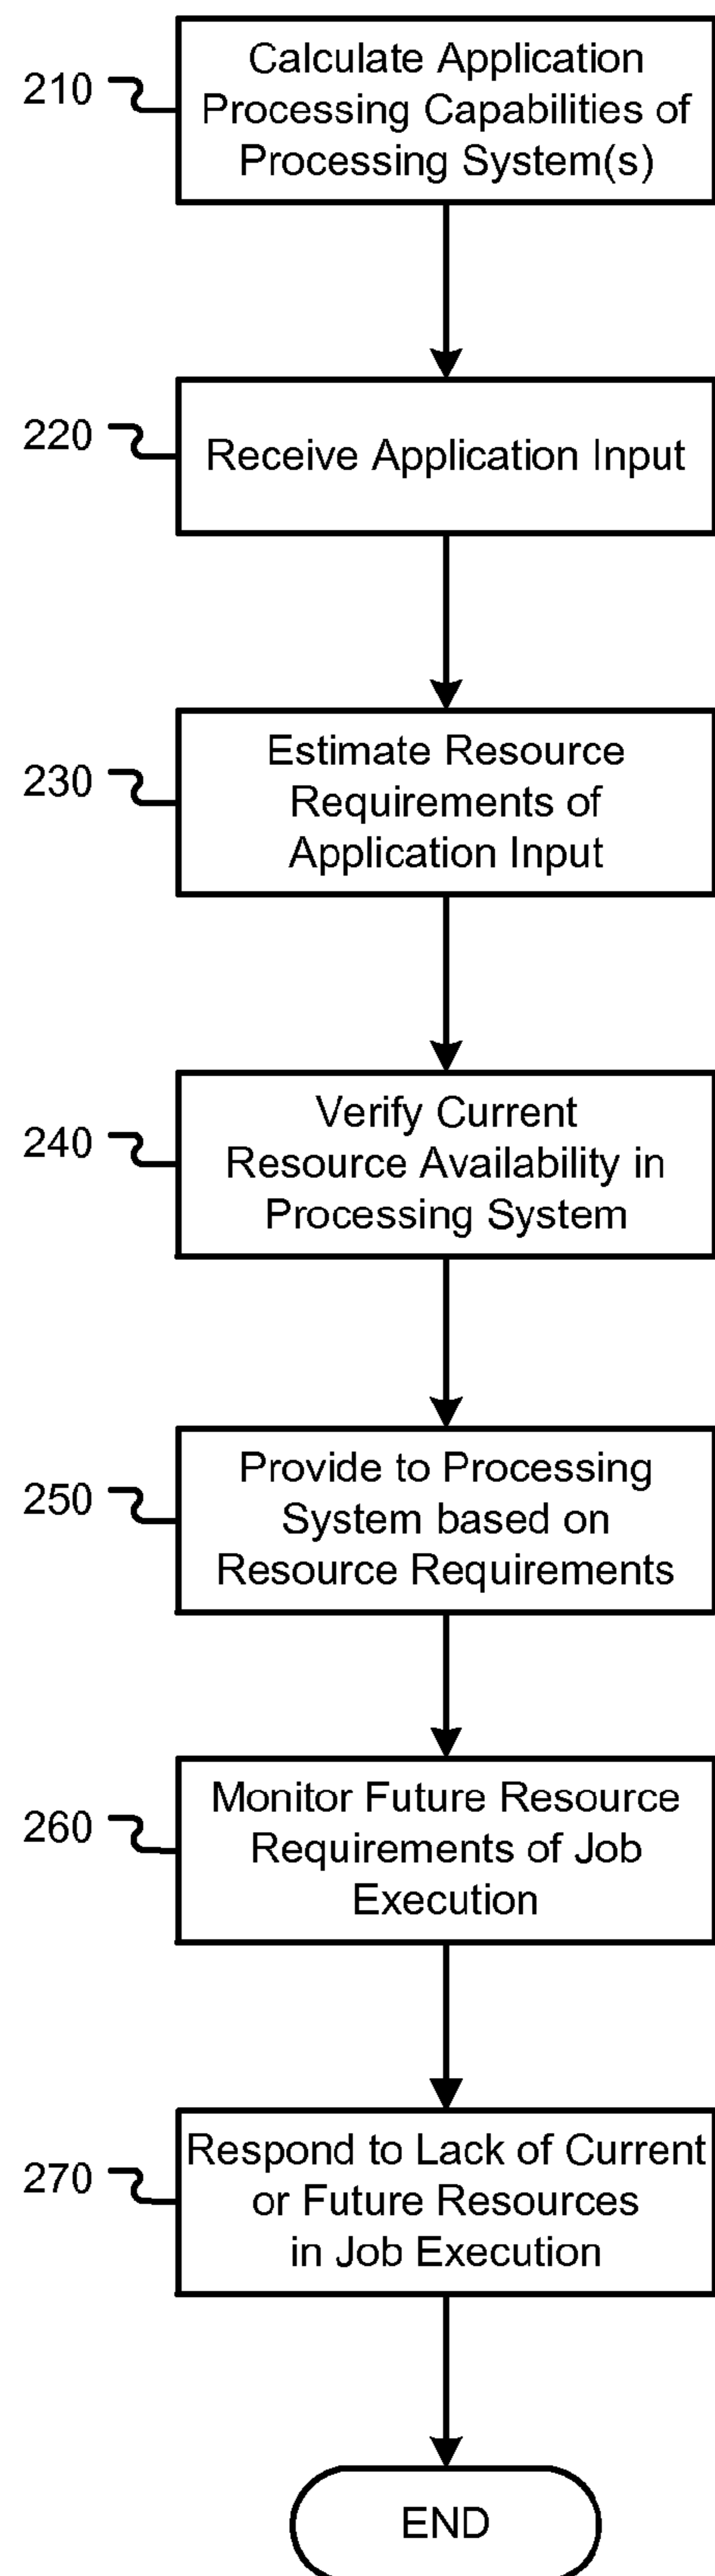 210
Calculate Application
Processing Capabilities of
Processing System(s)
220
Receive Application Input
230
Estimate Resource
Requirements of
Application Input
240
Verify Current
Resource Availability in
Processing System
250
Provide to Processing
System based on
Resource Requirements
260
Monitor Future Resource
Requirements of Job
Execution
270
Respond to Lack of Current
or Future Resources
in Job Execution
END